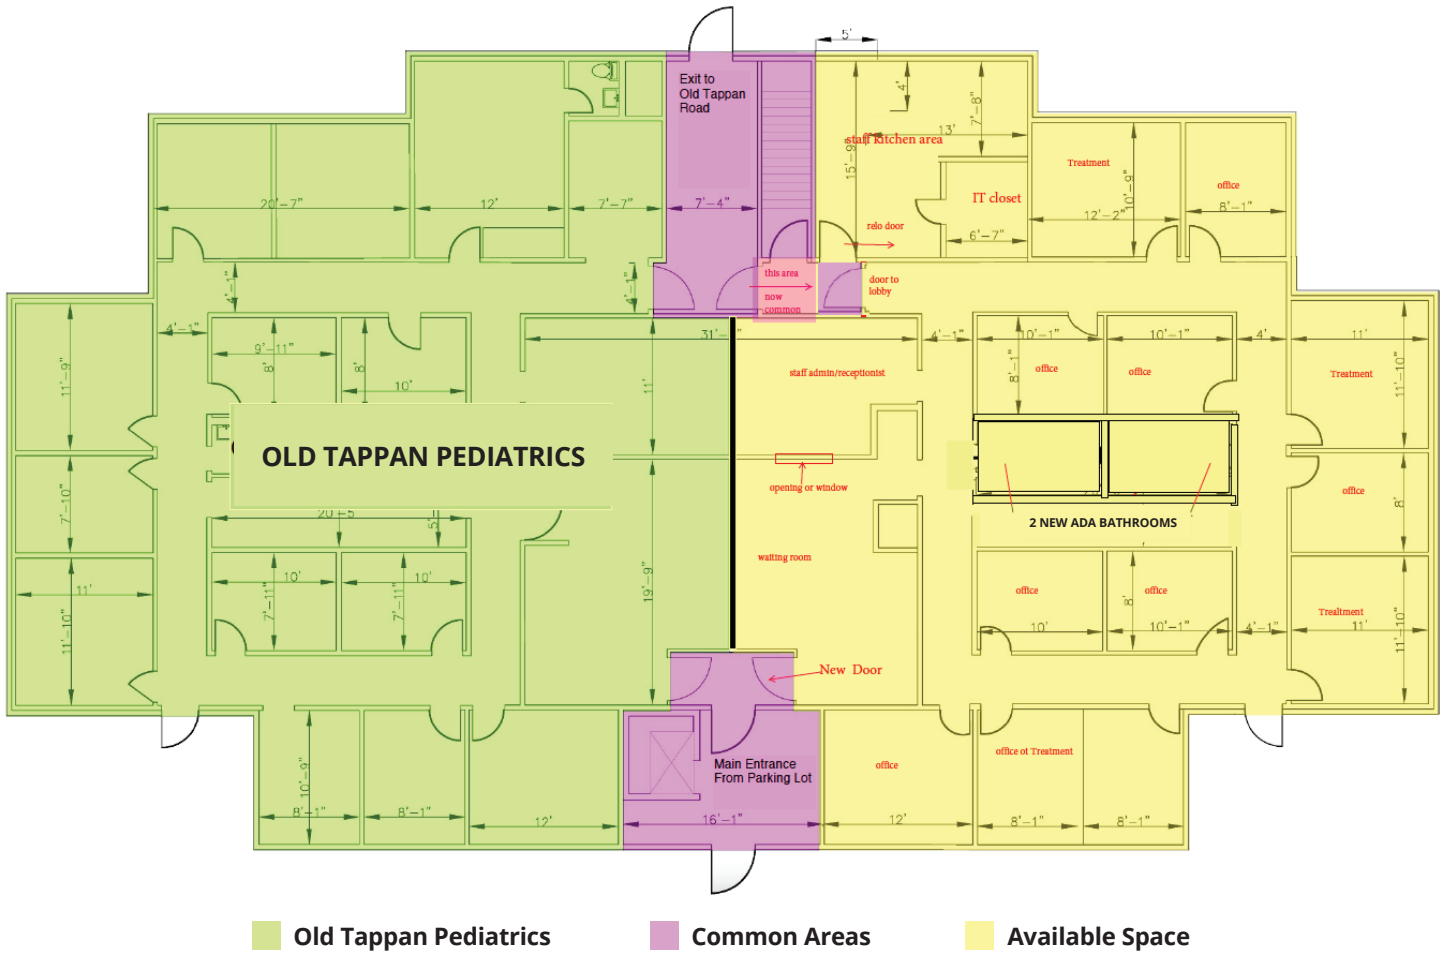 5'
Exit to
Old Tappan
Road
4'
7'-8"
13'
staff kitchen area
15'-9"
Treatment
10'-9"
office
IT closet
20'-7"
12'
7'-7"
7'-4"
12'-2"
8'-1"
relo door
6'-7"
4'-1"
4'-1"
this area
now
common
door to
lobby
4'-1"
9'-11"
8'
8'
10'
31'-
"
11'
4'-1"
10'-1"
8'-1"
10'-1"
4'
11'
11'-9"
staff admin/receptionist
office
office
Treatment
11'-10"
OLD TAPPAN PEDIATRICS
opening or window
office
7'-10"
20'-5
5'
8'
2 NEW ADA BATHROOMS
waiting room
11'
10'
7'-11"
10'
7'-11"
19'-9"
office
office
8'
Trealtment
11'-10"
10'
10'-1"
4'-1"
11'
11'-10"
New Door
Main Entrance
From Parking Lot
office
office ot Treatment
10'-9"
8'-1"
8'-1"
12'
16'-1"
12'
8'-1"
8'-1"
Old Tappan Pediatrics
Common Areas
Available Space